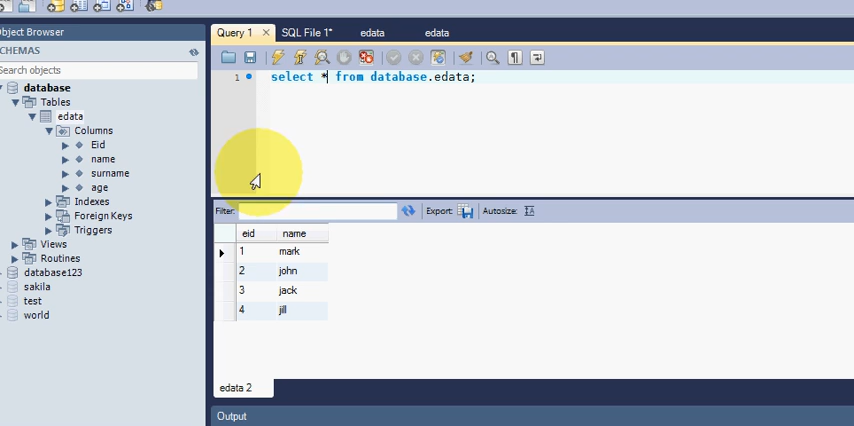 Object Browser
Query 1
SQL File 1*
edata
edata
SCHEMAS
Search objects
1
select * from database.edata;
database
Tables
edata
Columns
Eid
name
surname
age
Indexes
Foreign Keys
Triggers
Views
Routines
database123
sakila
test
world
Filter:
Export:
Autosize:
eid name
1 mark
2 john
3 jack
4 jill
edata 2
Output